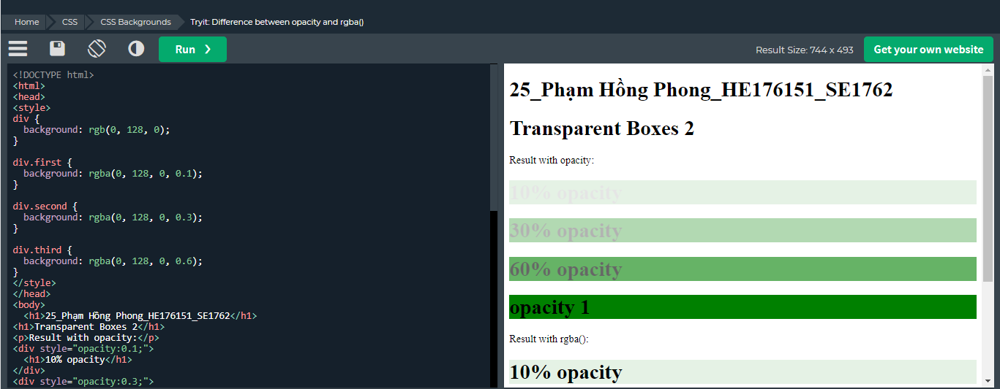 Home CSS CSS Backgrounds Tryit: Difference between opacity and rgba()
Run ❯ Result Size: 744 x 493 Get your own website
<!DOCTYPE html>
<html>
<head>
<style>
div {
  background: rgb(0, 128, 0);
}

div.first {
  background: rgba(0, 128, 0, 0.1);
}

div.second {
  background: rgba(0, 128, 0, 0.3);
}

div.third {
  background: rgba(0, 128, 0, 0.6);
}
</style>
</head>
<body>
  <h1>25_Phạm Hồng Phong_HE176151_SE1762</h1>
<h1>Transparent Boxes 2</h1>
<p>Result with opacity:</p>
<div style="opacity:0.1;">
  <h1>10% opacity</h1>
</div>
<div style="opacity:0.3;">
25_Phạm Hồng Phong_HE176151_SE1762
Transparent Boxes 2
Result with opacity:
10% opacity
30% opacity
60% opacity
opacity 1
Result with rgba():
10% opacity